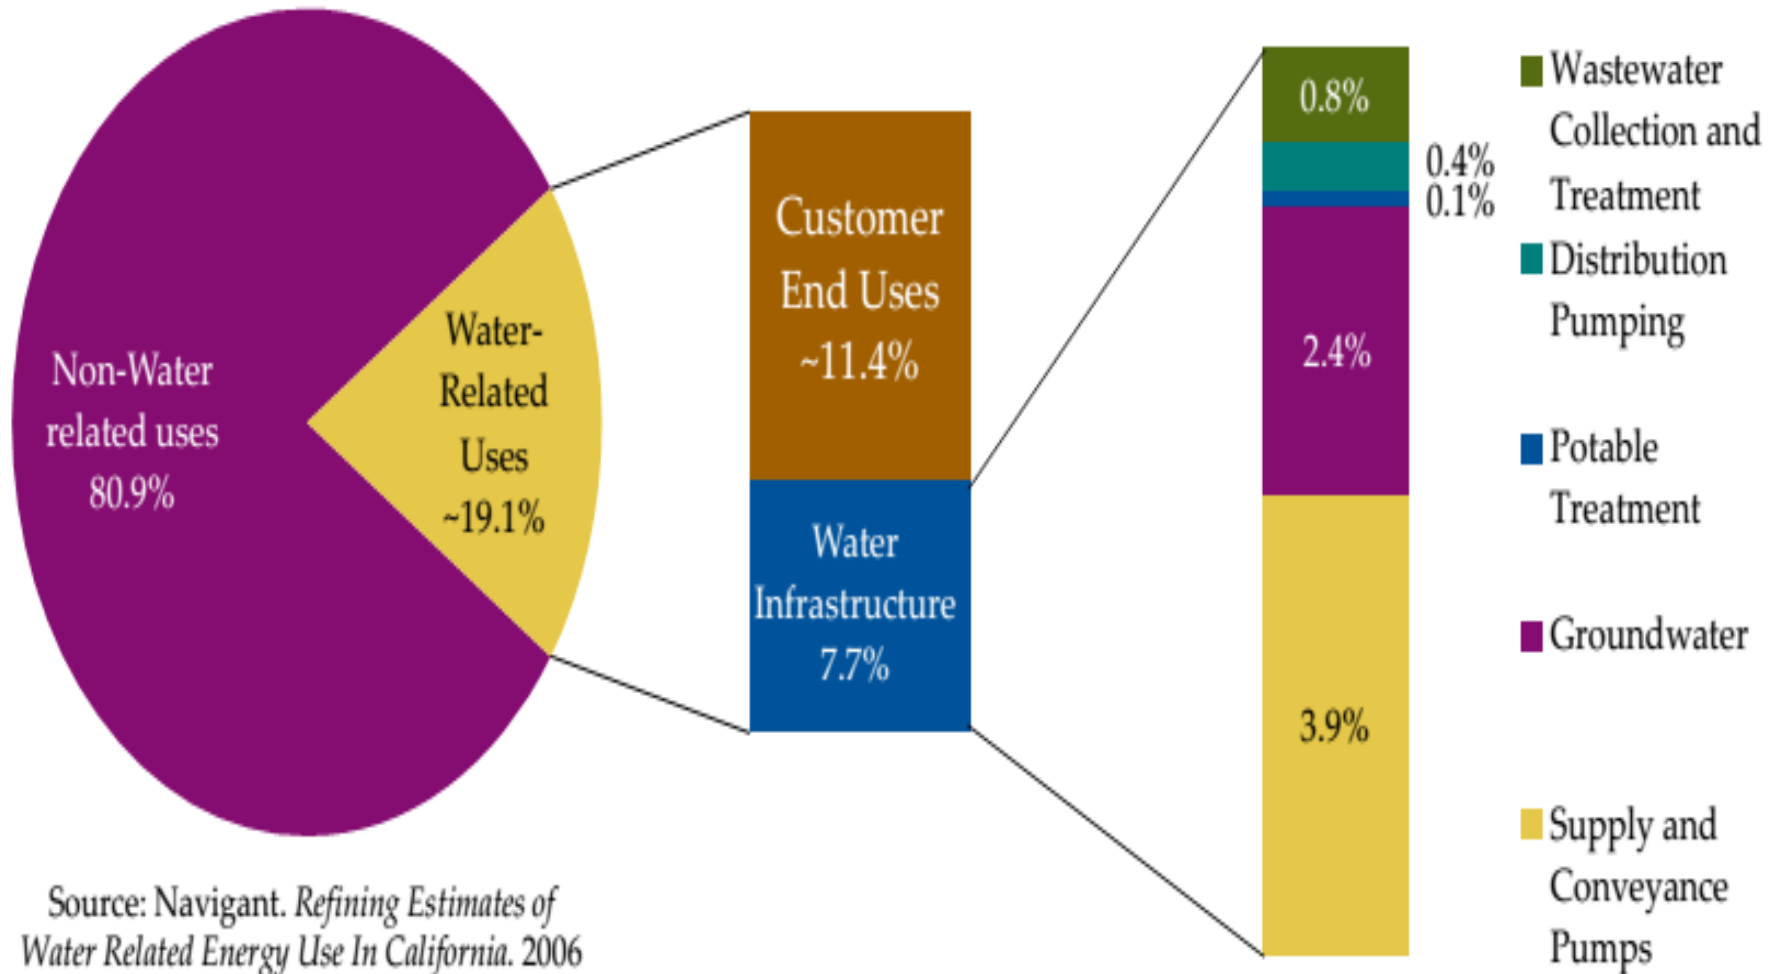 Non-Water
related uses
80.9%
Water-
Related
Uses
~19.1%
Customer
End Uses
~11.4%
Water
Infrastructure
7.7%
0.8%
0.4%
0.1%
2.4%
3.9%
Wastewater
Collection and
Treatment
Distribution
Pumping
Potable
Treatment
Groundwater
Supply and
Conveyance
Pumps
Source: Navigant. Refining Estimates of
Water Related Energy Use In California. 2006